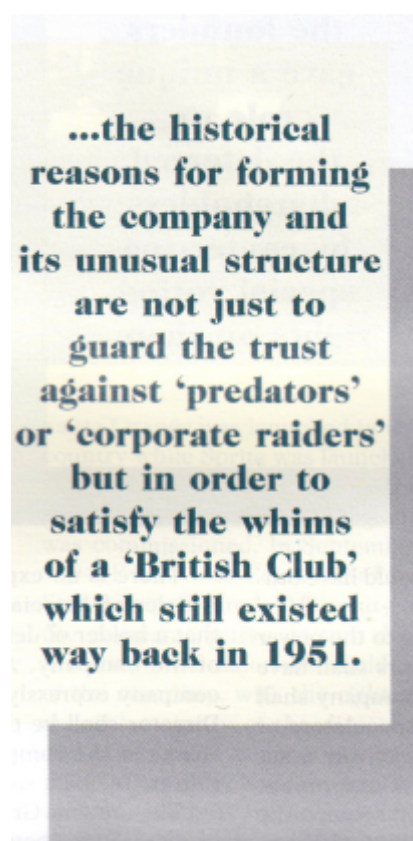 ...the historical
reasons for forming
the company and
its unusual structure
are not just to
guard the trust
against ‘predators’
or ‘corporate raiders’
but in order to
satisfy the whims
of a ‘British Club’
which still existed
way back in 1951.